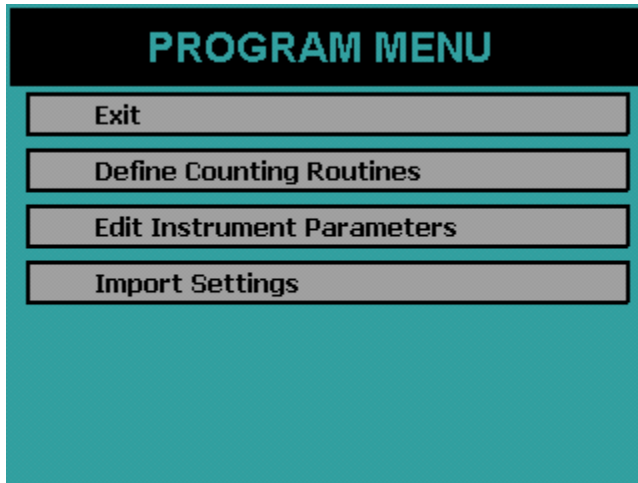 PROGRAM MENU
Exit
Define Counting Routines
Edit Instrument Parameters
Import Settings